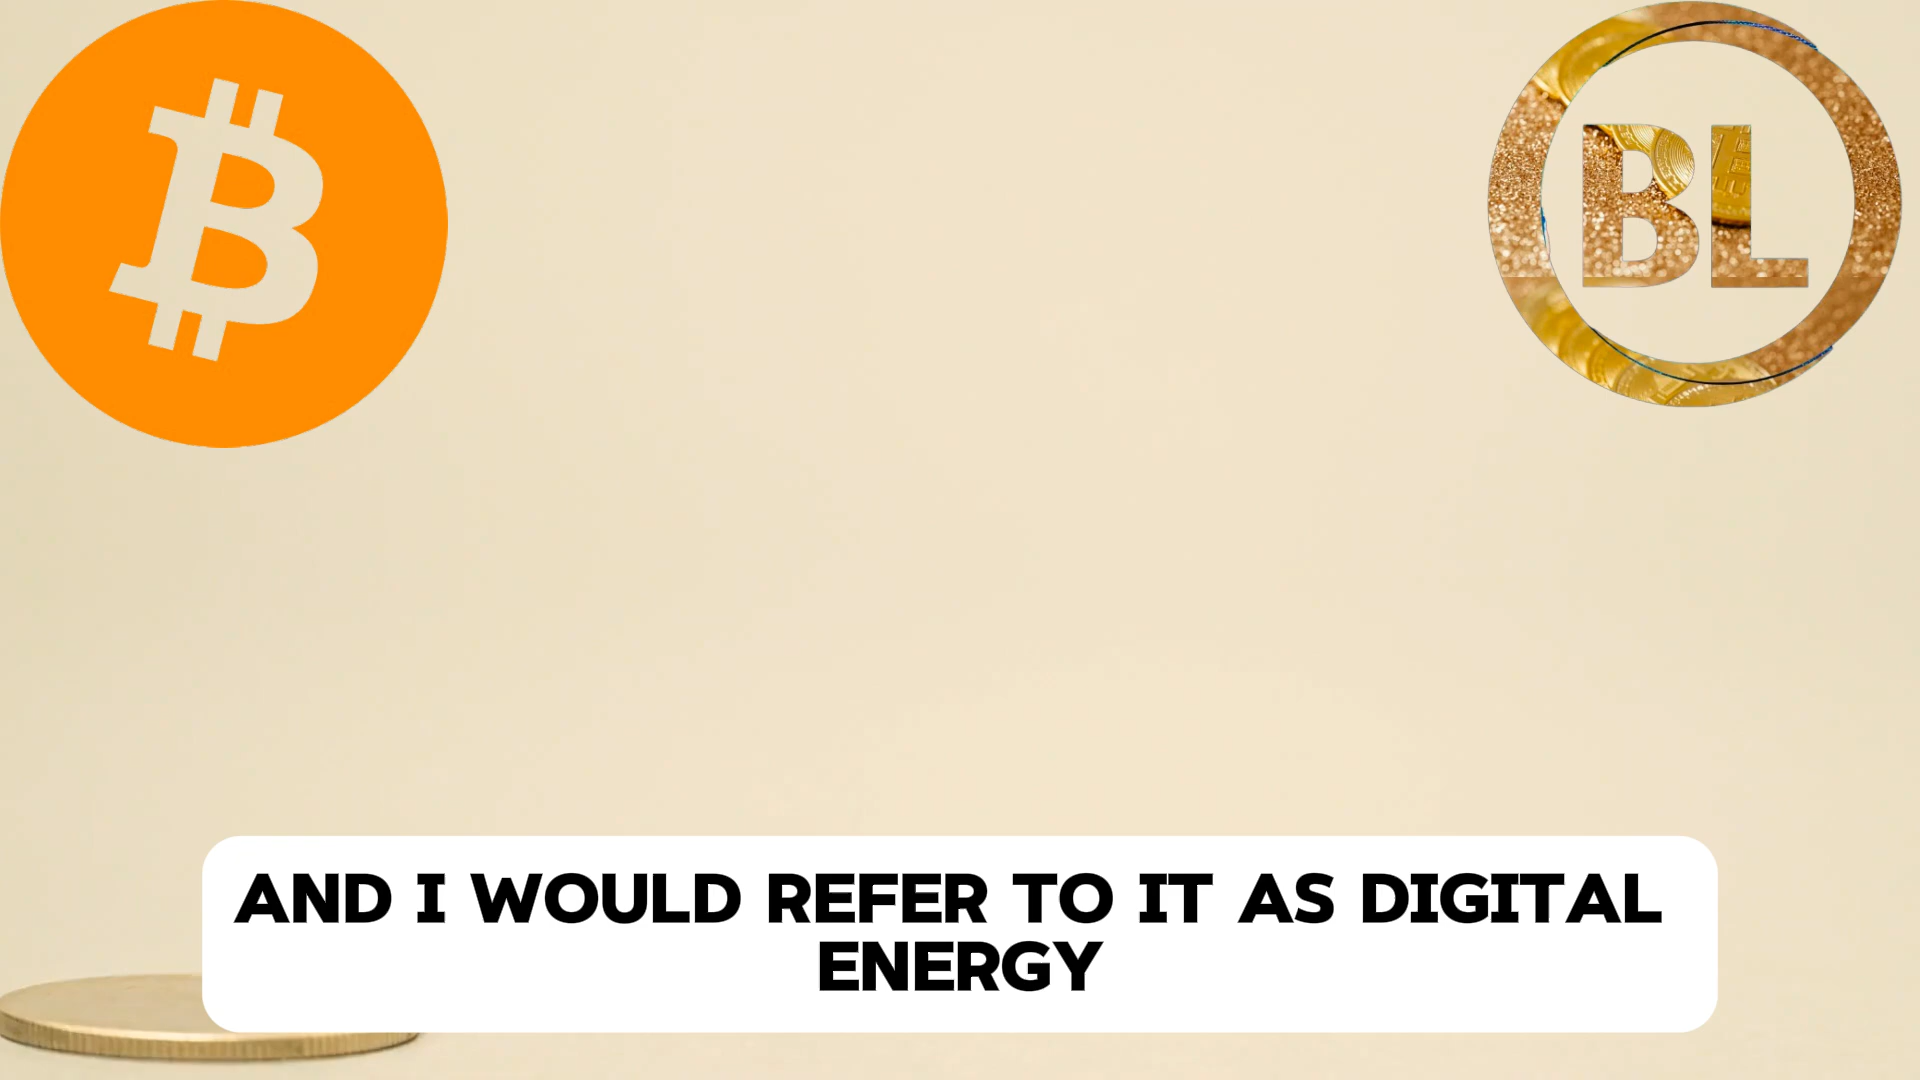 BL
AND I WOULD REFER TO IT AS DIGITAL
ENERGY